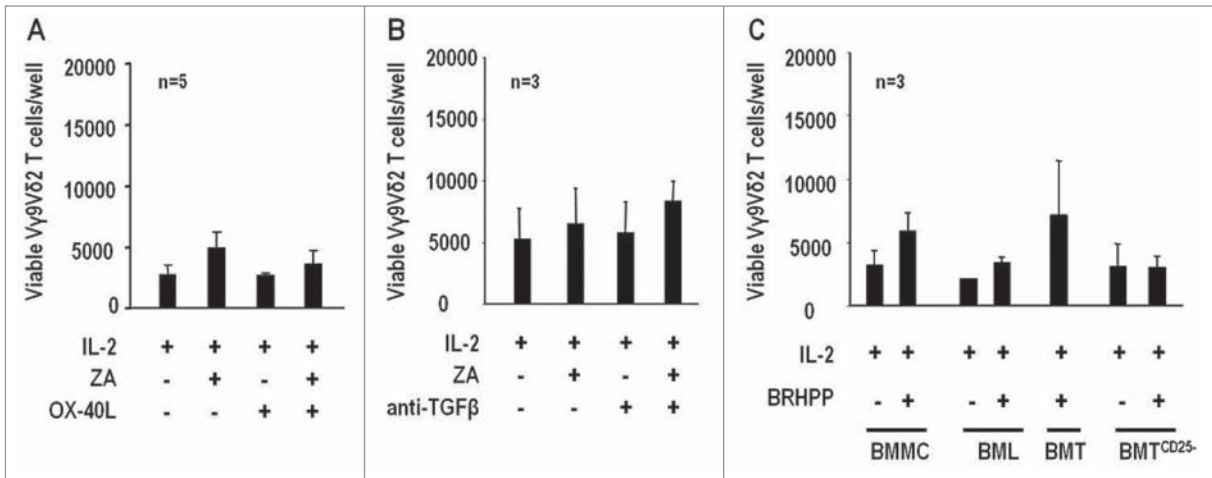 A
Viable Vγ9Vδ2 T cells/well
20000
15000
10000
5000
0
n=5
IL-2 + + + +
ZA - + - +
OX-40L - - + +
B
Viable Vγ9Vδ2 T cells/well
20000
15000
10000
5000
0
n=3
IL-2 + + + +
ZA - + - +
anti-TGFβ - - + +
C
Viable Vγ9Vδ2 T cells/well
20000
15000
10000
5000
0
n=3
IL-2 + + + + + + +
BRHPP - + - + + - +
BMMC BML BMT BMT^CD25-